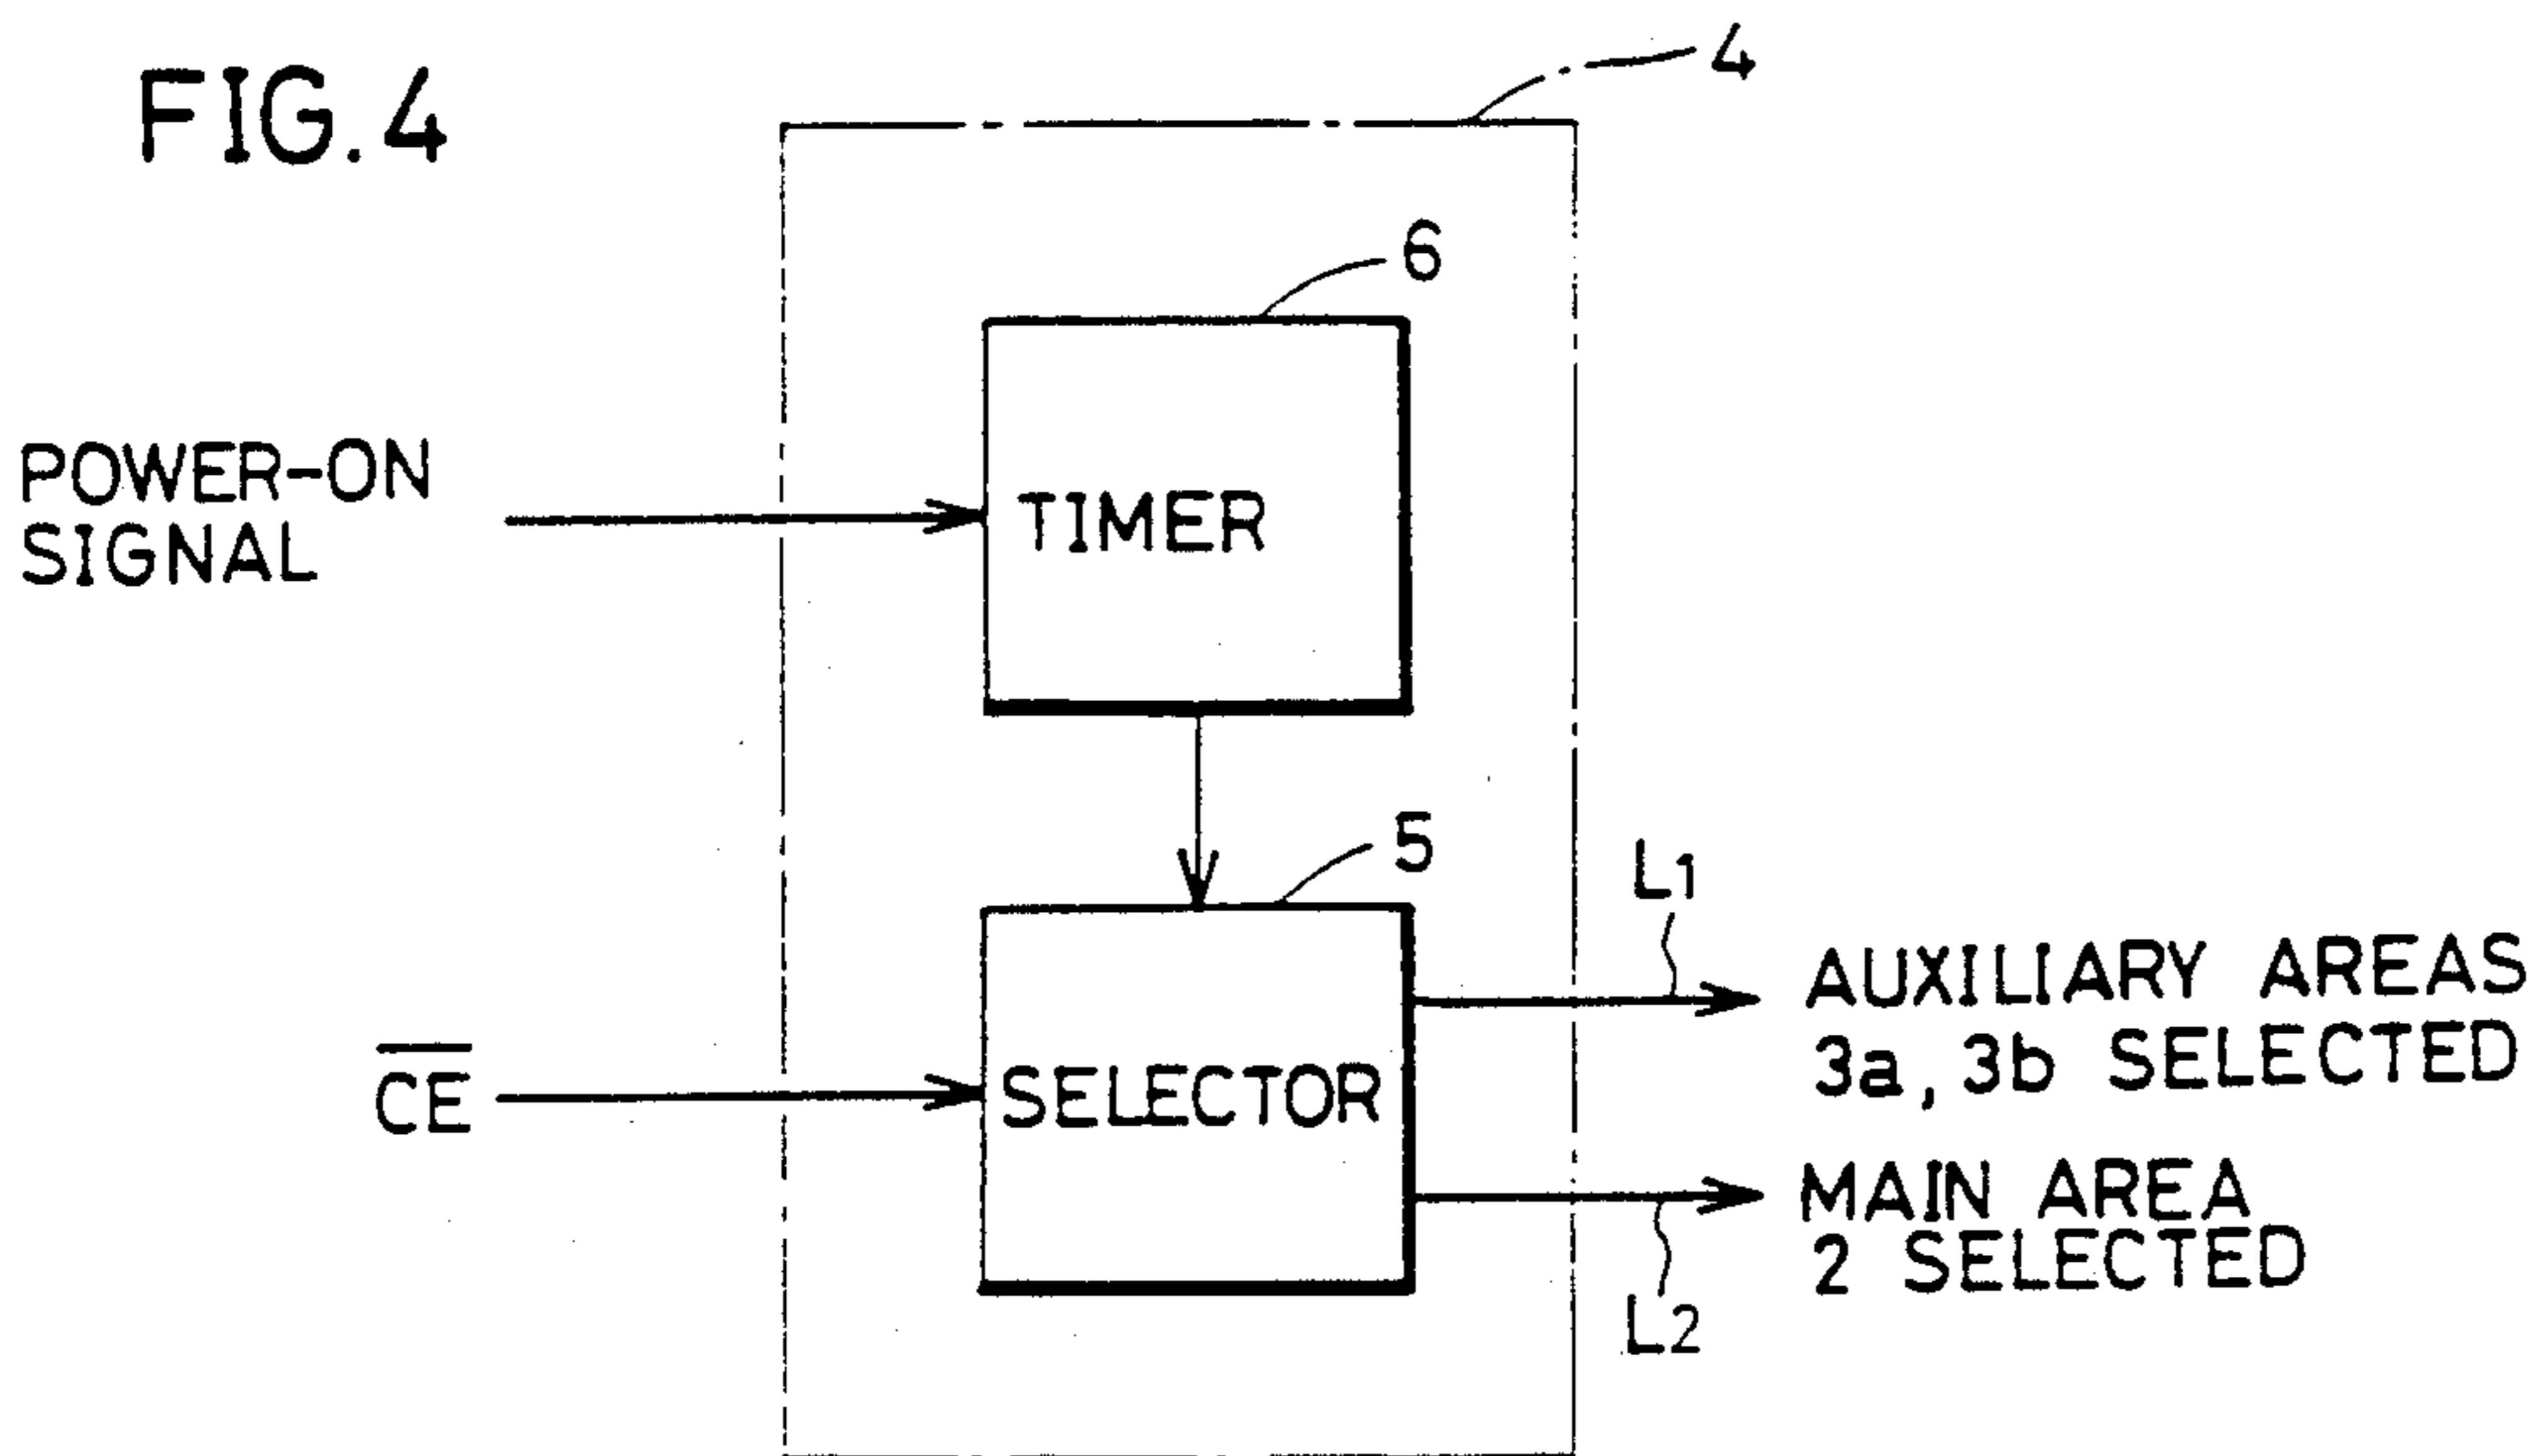 FIG.4
4
6
POWER-ON
SIGNAL
TIMER
5
L1
AUXILIARY AREAS
3a, 3b SELECTED
C̅E̅
SELECTOR
MAIN AREA
2 SELECTED
L2